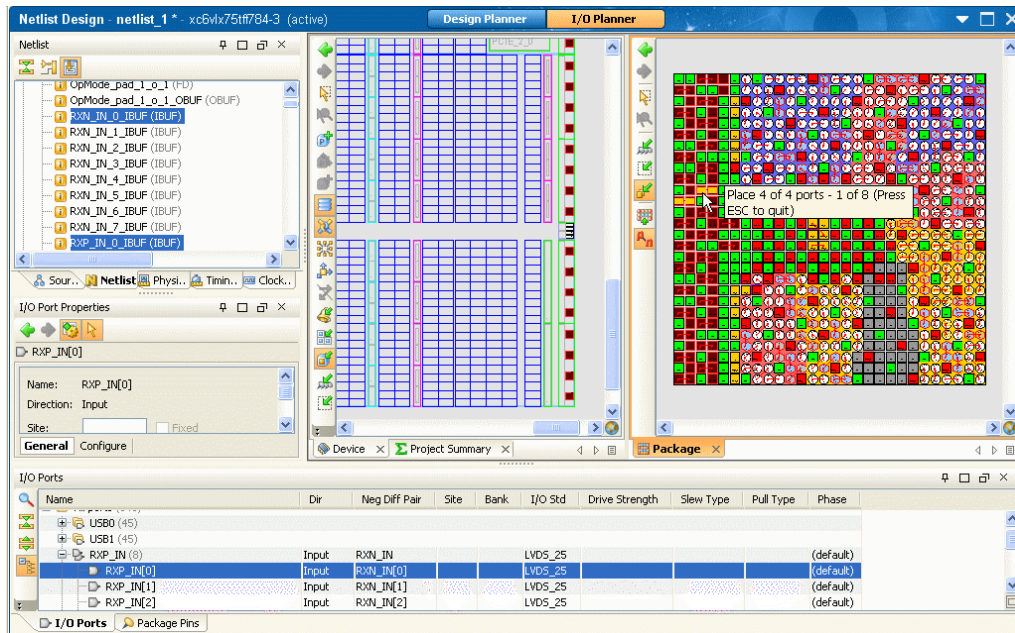 Netlist Design - netlist_1 * - xc6vlx75tff784-3 (active)
Design Planner
I/O Planner
Netlist
OpMode_pad_1_o_1 (FD)
OpMode_pad_1_o_1_OBUF (OBUF)
RXN_IN_0_IBUF (IBUF)
RXN_IN_1_IBUF (IBUF)
RXN_IN_2_IBUF (IBUF)
RXN_IN_3_IBUF (IBUF)
RXN_IN_4_IBUF (IBUF)
RXN_IN_5_IBUF (IBUF)
RXN_IN_6_IBUF (IBUF)
RXN_IN_7_IBUF (IBUF)
RXP_IN_0_IBUF (IBUF)
Sour.. Netlist Physi.. Timin.. Clock..
I/O Port Properties
RXP_IN[0]
Name: RXP_IN[0]
Direction: Input
Site: Fixed
General Configure
PCIE_2_0
Device Project Summary
Place 4 of 4 ports - 1 of 8 (Press
ESC to quit)
Package
I/O Ports
Name Dir Neg Diff Pair Site Bank I/O Std Drive Strength Slew Type Pull Type Phase
USB0 (45)
USB1 (45)
RXP_IN (8) Input RXN_IN LVDS_25 (default)
RXP_IN[0] Input RXN_IN[0] LVDS_25 (default)
RXP_IN[1] Input RXN_IN[1] LVDS_25 (default)
RXP_IN[2] Input RXN_IN[2] LVDS_25 (default)
I/O Ports Package Pins